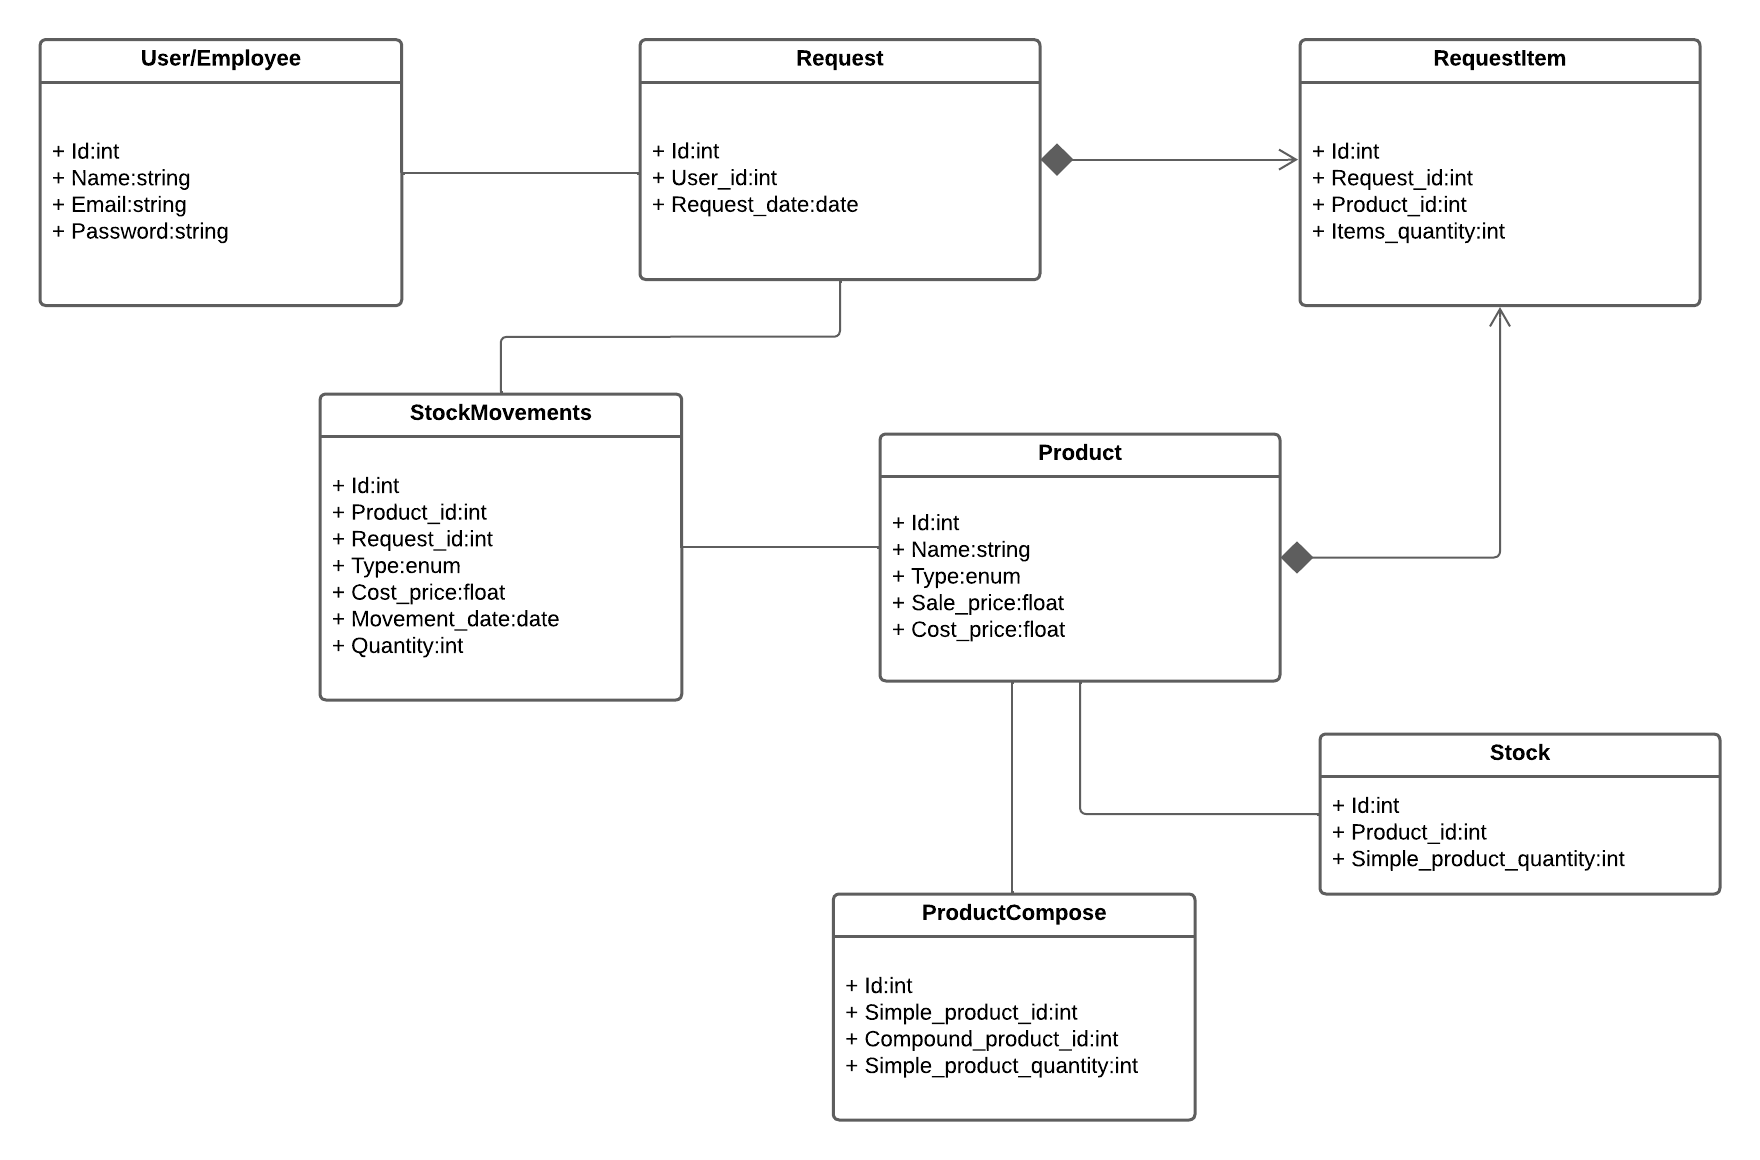 User/Employee
+ Id:int
+ Name:string
+ Email:string
+ Password:string
Request
+ Id:int
+ User_id:int
+ Request_date:date
RequestItem
+ Id:int
+ Request_id:int
+ Product_id:int
+ Items_quantity:int
StockMovements
+ Id:int
+ Product_id:int
+ Request_id:int
+ Type:enum
+ Cost_price:float
+ Movement_date:date
+ Quantity:int
Product
+ Id:int
+ Name:string
+ Type:enum
+ Sale_price:float
+ Cost_price:float
Stock
+ Id:int
+ Product_id:int
+ Simple_product_quantity:int
ProductCompose
+ Id:int
+ Simple_product_id:int
+ Compound_product_id:int
+ Simple_product_quantity:int